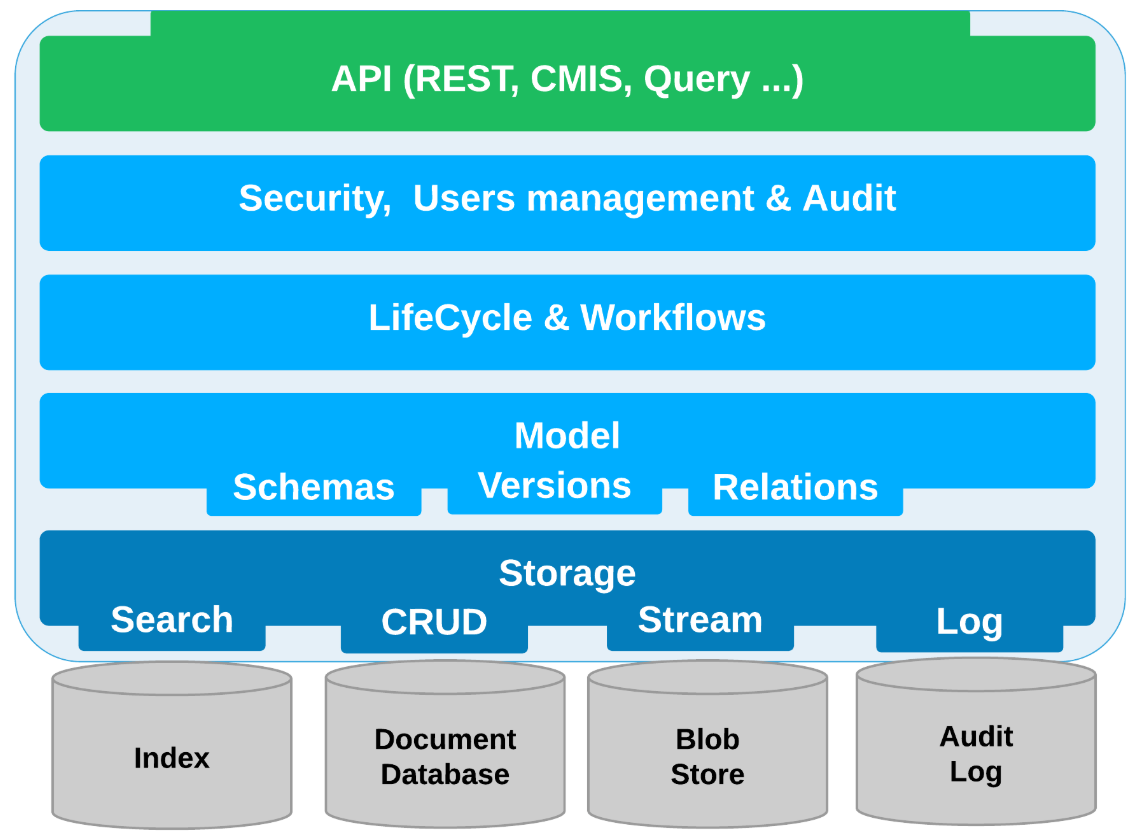 API (REST, CMIS, Query ...)
Security,  Users management & Audit
LifeCycle & Workflows
Model
Schemas
Versions
Relations
Storage
Search
CRUD
Stream
Log
Index
Document
Database
Blob
Store
Audit
Log